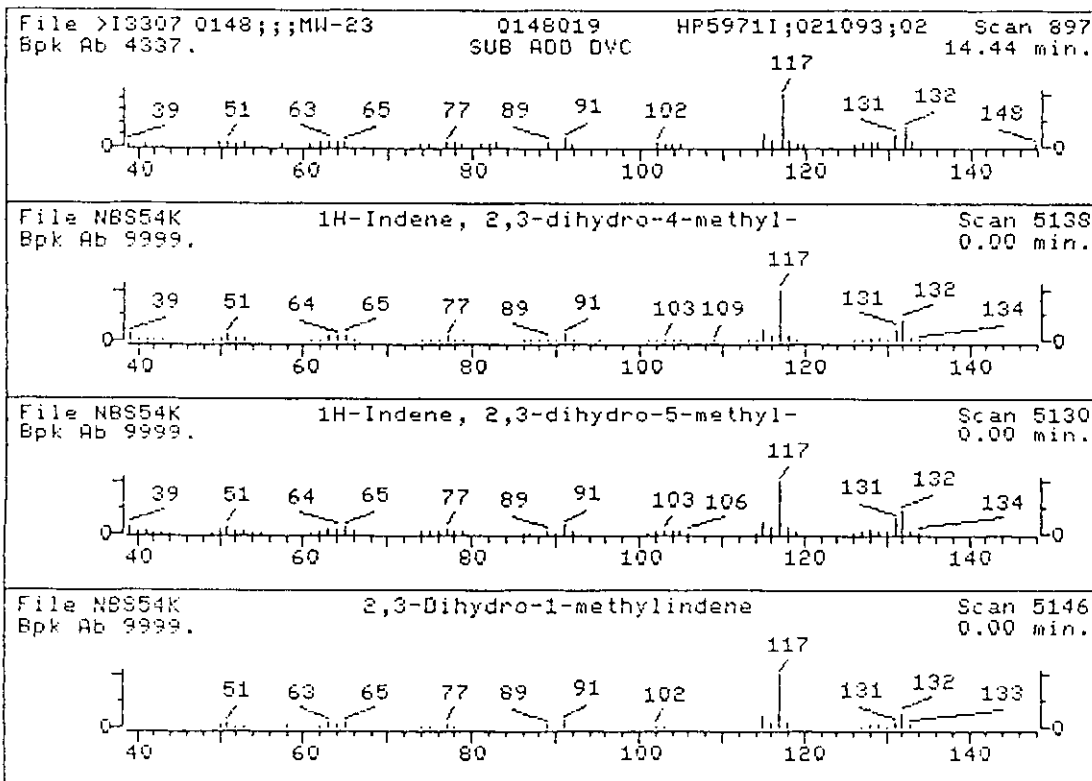 File >I3307 0148;;;MW-23 0148019 HP5971I;021093;02 Scan 897
Bpk Ab 4337. SUB ADD DVC 14.44 min.
117
39 51 63 65 77 89 91 102 131 132 148
0 0
40 60 80 100 120 140
File NBS54K 1H-Indene, 2,3-dihydro-4-methyl- Scan 5138
Bpk Ab 9999. 0.00 min.
117
39 51 64 65 77 89 91 103 109 131 132 134
0 0
40 60 80 100 120 140
File NBS54K 1H-Indene, 2,3-dihydro-5-methyl- Scan 5130
Bpk Ab 9999. 0.00 min.
117
39 51 64 65 77 89 91 103 106 131 132 134
0 0
40 60 80 100 120 140
File NBS54K 2,3-Dihydro-1-methylindene Scan 5146
Bpk Ab 9999. 0.00 min.
117
51 63 65 77 89 91 102 131 132 133
0 0
40 60 80 100 120 140